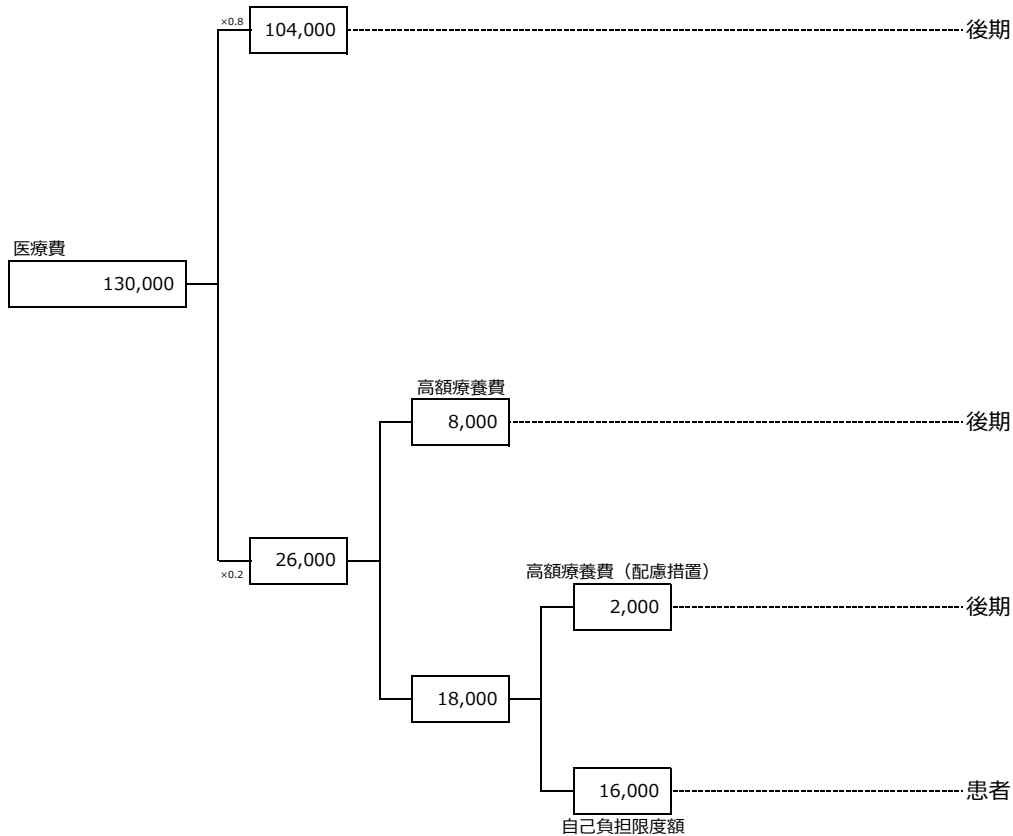 ×0.8
104,000
後期
医療費
130,000
高額療養費
8,000
後期
26,000
×0.2
高額療養費（配慮措置）
2,000
後期
18,000
16,000
患者
自己負担限度額